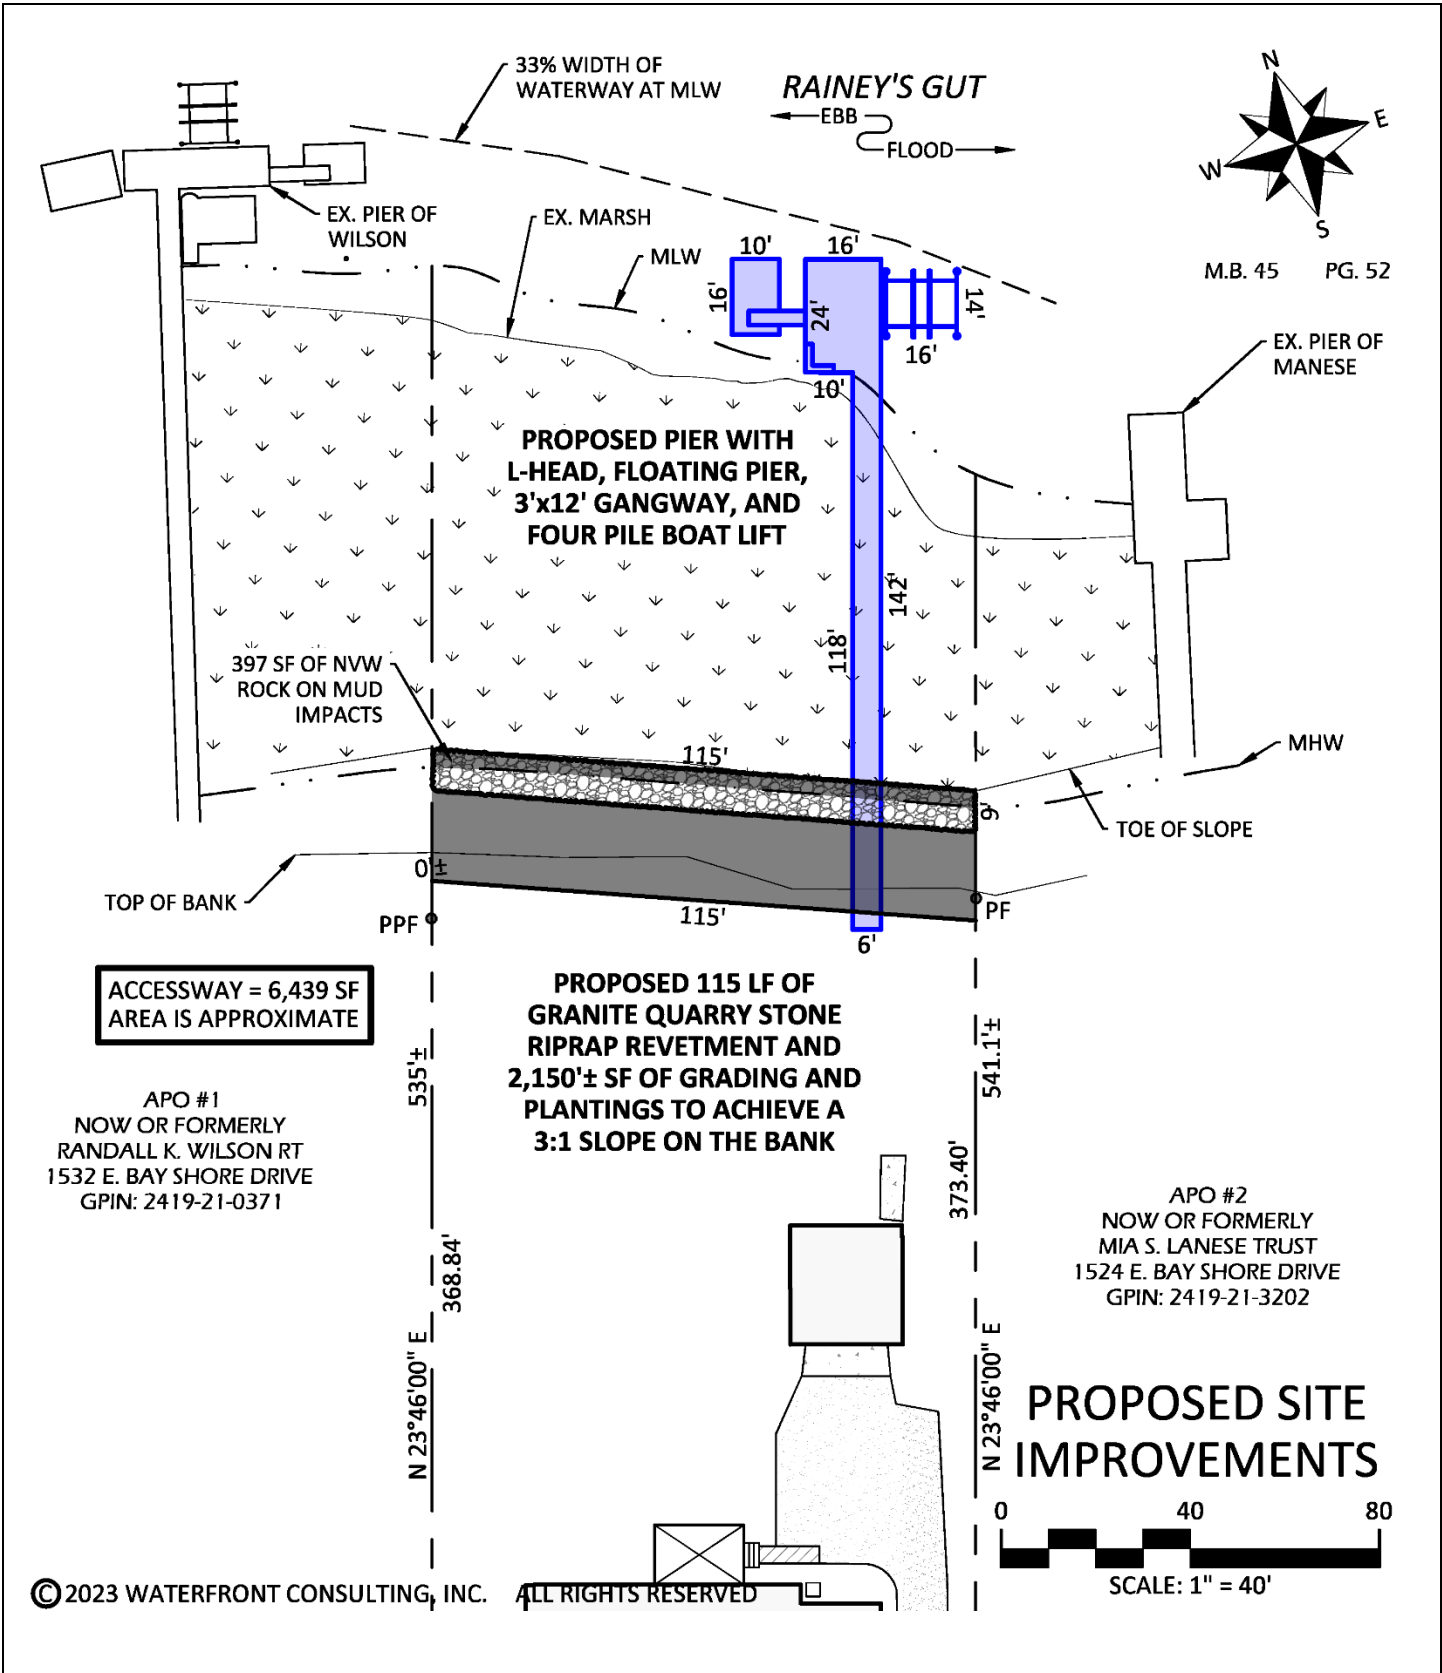 33% WIDTH OF
WATERWAY AT MLW
RAINEY'S GUT
EBB
FLOOD
N
E
W
S
M.B. 45 PG. 52
EX. PIER OF
WILSON
EX. MARSH
MLW
10'
16'
16'
24'
14'
16'
10'
EX. PIER OF
MANESE
PROPOSED PIER WITH
L-HEAD, FLOATING PIER,
3'x12' GANGWAY, AND
FOUR PILE BOAT LIFT
142'
118'
397 SF OF NVW
ROCK ON MUD
IMPACTS
115'
MHW
9'
TOE OF SLOPE
0'±
TOP OF BANK
115'
PPF
PF
6'
ACCESSWAY = 6,439 SF
AREA IS APPROXIMATE
PROPOSED 115 LF OF
GRANITE QUARRY STONE
RIPRAP REVETMENT AND
2,150'± SF OF GRADING AND
PLANTINGS TO ACHIEVE A
3:1 SLOPE ON THE BANK
535'±
541.1'±
APO #1
NOW OR FORMERLY
RANDALL K. WILSON RT
1532 E. BAY SHORE DRIVE
GPIN: 2419-21-0371
373.40'
368.84'
APO #2
NOW OR FORMERLY
MIA S. LANESE TRUST
1524 E. BAY SHORE DRIVE
GPIN: 2419-21-3202
N 23°46'00" E
N 23°46'00" E
PROPOSED SITE
IMPROVEMENTS
0 40 80
SCALE: 1" = 40'
© 2023 WATERFRONT CONSULTING, INC. ALL RIGHTS RESERVED